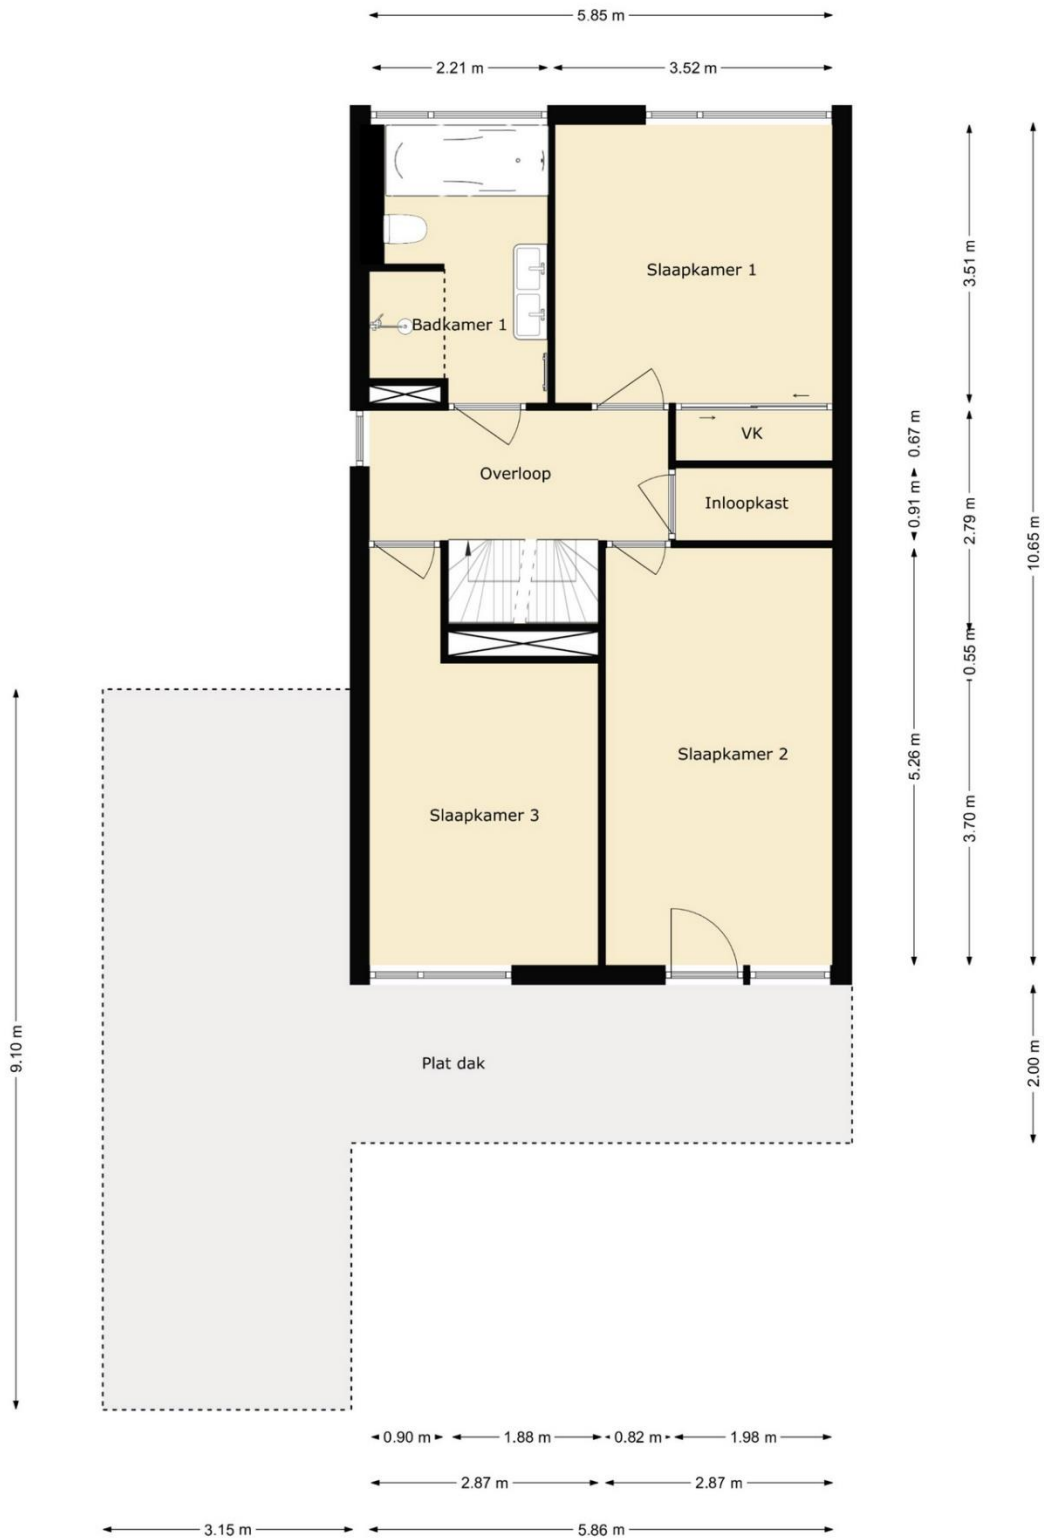 5.85 m
2.21 m
3.52 m
3.51 m
Slaapkamer 1
Badkamer 1
0.67 m
VK
Overloop
0.91 m
Inloopkast
2.79 m
10.65 m
0.55 m
5.26 m
Slaapkamer 2
Slaapkamer 3
3.70 m
9.10 m
Plat dak
2.00 m
0.90 m
1.88 m
0.82 m
1.98 m
2.87 m
2.87 m
3.15 m
5.86 m